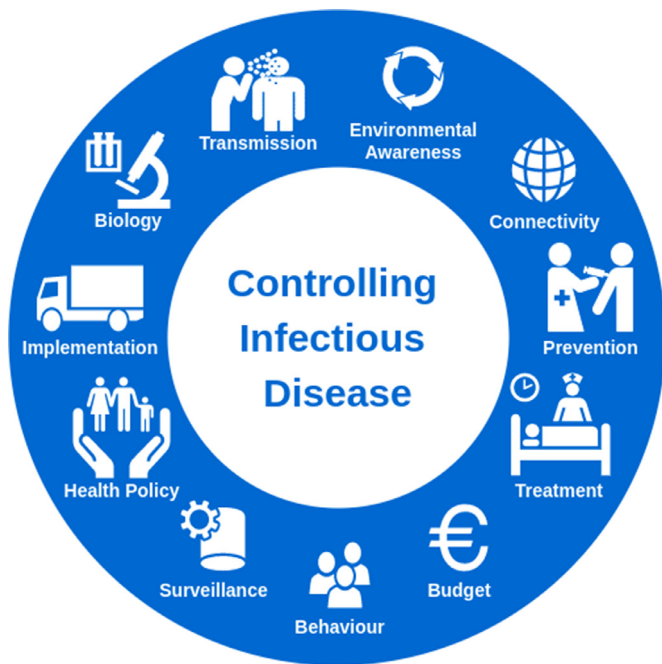 Controlling
Infectious
Disease
Transmission
Environmental
Awareness
Connectivity
Prevention
Treatment
Budget
Behaviour
Surveillance
Health Policy
Implementation
Biology
€